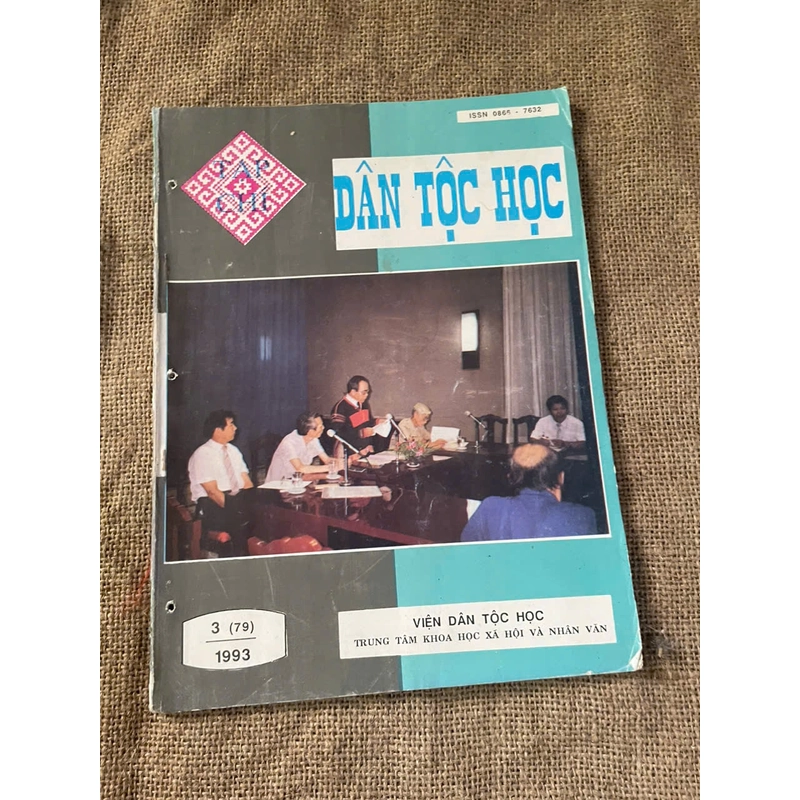 ISSN 0866 - 7632
TẠP
CHÍ
DÂN TỘC HỌC
3 (79)
1993
VIỆN DÂN TỘC HỌC
TRUNG TÂM KHOA HỌC XÃ HỘI VÀ NHÂN VĂN